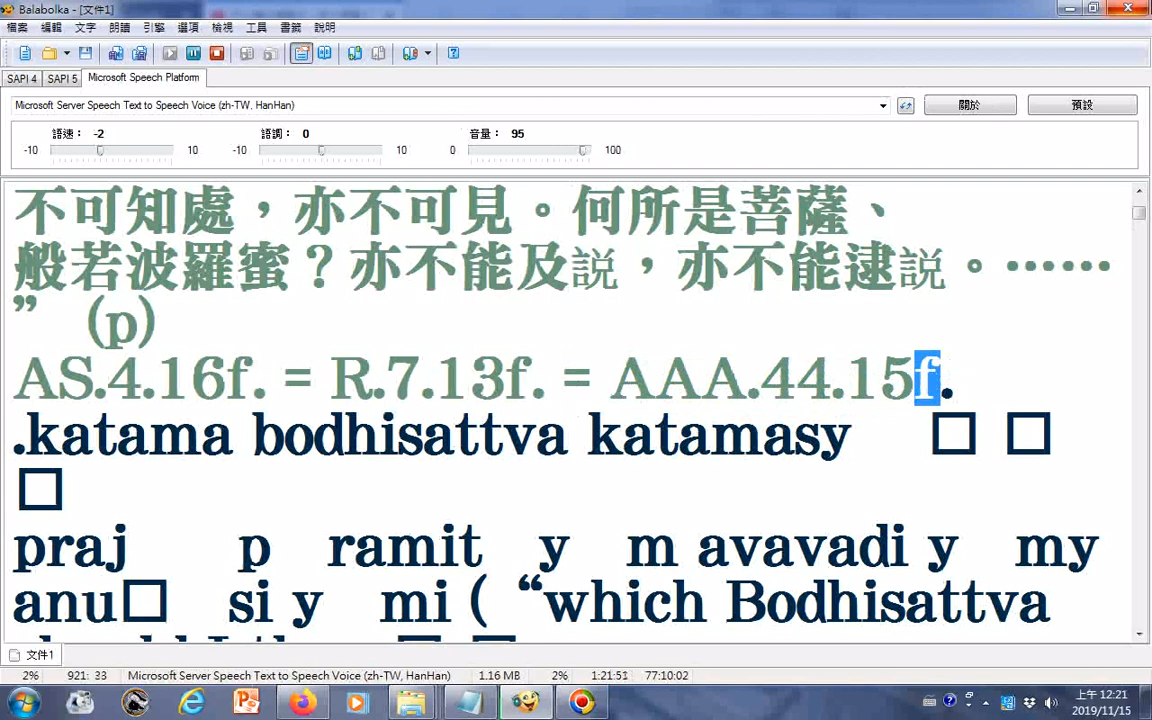 Balabolka - [文件1]
檔案 編輯 文字 朗讀 引擎 選項 檢視 工具 書籤 說明
SAPI 4 SAPI 5 Microsoft Speech Platform
Microsoft Server Speech Text to Speech Voice (zh-TW, HanHan) 關於 預設
語速： -2 語調： 0 音量： 95
-10 10 -10 10 0 100
不可知處，亦不可見。何所是菩薩、
般若波羅蜜？亦不能及説，亦不能逮説。……
” (p)
AS.4.16f. = R.7.13f. = AAA.44.15f.
.katama bodhisattva katamasy □ □
□
praj p ramit y m avavadi y my
anu□ si y mi (“which Bodhisattva
文件1
2% 921: 33 Microsoft Server Speech Text to Speech Voice (zh-TW, HanHan) 1.16 MB 2% 1:21:51 77:10:02
上午 12:21
2019/11/15